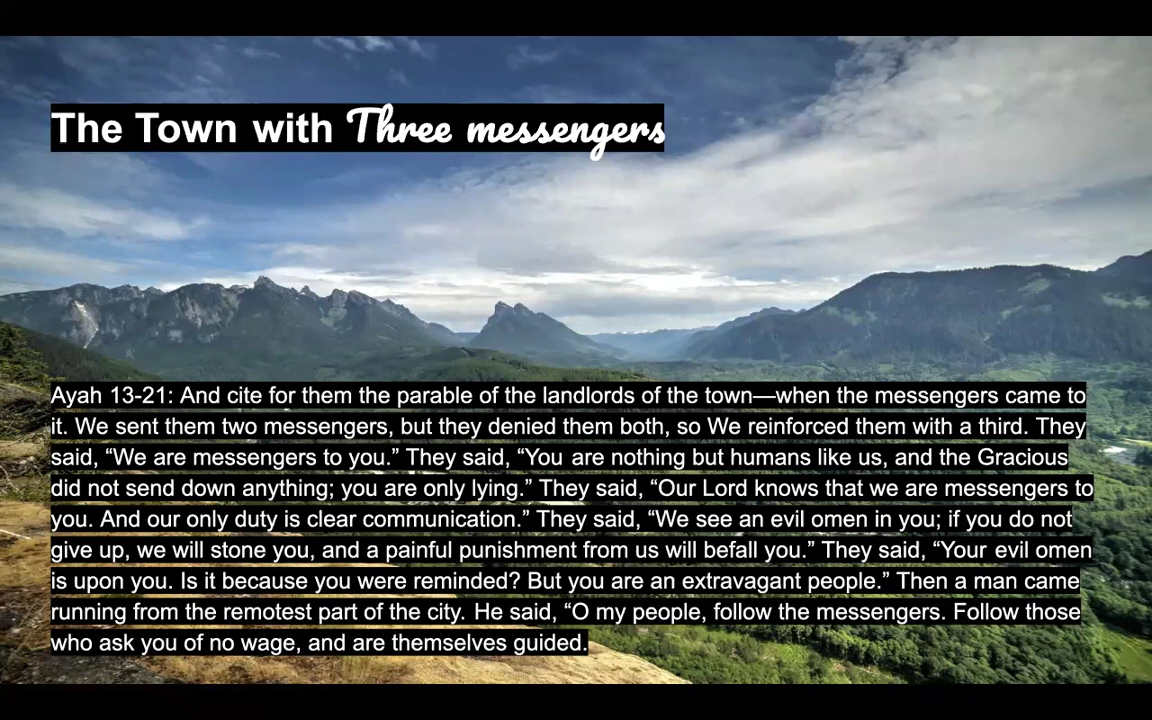 The Town with Three messengers
Ayah 13-21: And cite for them the parable of the landlords of the town—when the messengers came to
it. We sent them two messengers, but they denied them both, so We reinforced them with a third. They
said, “We are messengers to you.” They said, “You are nothing but humans like us, and the Gracious
did not send down anything; you are only lying.” They said, “Our Lord knows that we are messengers to
you. And our only duty is clear communication.” They said, “We see an evil omen in you; if you do not
give up, we will stone you, and a painful punishment from us will befall you.” They said, “Your evil omen
is upon you. Is it because you were reminded? But you are an extravagant people.” Then a man came
running from the remotest part of the city. He said, “O my people, follow the messengers. Follow those
who ask you of no wage, and are themselves guided.